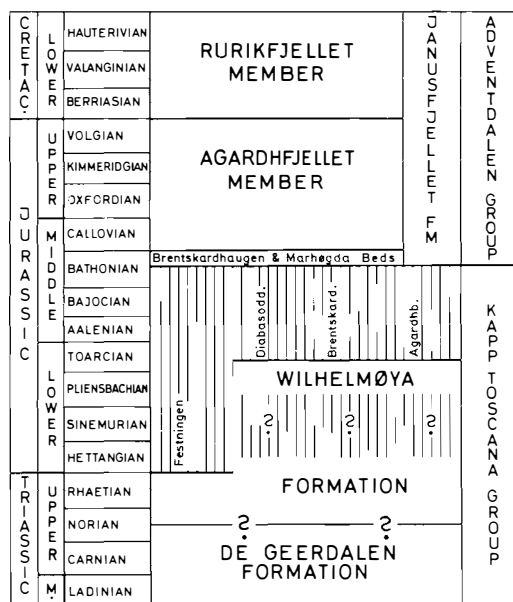 CRETAC.
LOWER
HAUTERIVIAN
VALANGINIAN
BERRIASIAN
RURIKFJELLET
MEMBER
JANUSFJELLET FM
ADVENTDALEN GROUP
JURASSIC
UPPER
VOLGIAN
KIMMERIDGIAN
OXFORDIAN
AGARDHFJELLET
MEMBER
MIDDLE
CALLOVIAN
BATHONIAN
BAJOCIAN
AALENIAN
Brentskardhaugen & Marhøgda Beds
Diabasodd.
Brentskard.
Agardhb.
Festningen
KAPP TOSCANA GROUP
LOWER
TOARCIAN
PLIENSBACHIAN
SINEMURIAN
HETTANGIAN
WILHELMØYA
? ? ?
TRIASSIC
UPPER
RHAETIAN
NORIAN
CARNIAN
FORMATION
? ?
DE GEERDALEN
FORMATION
M.
LADINIAN